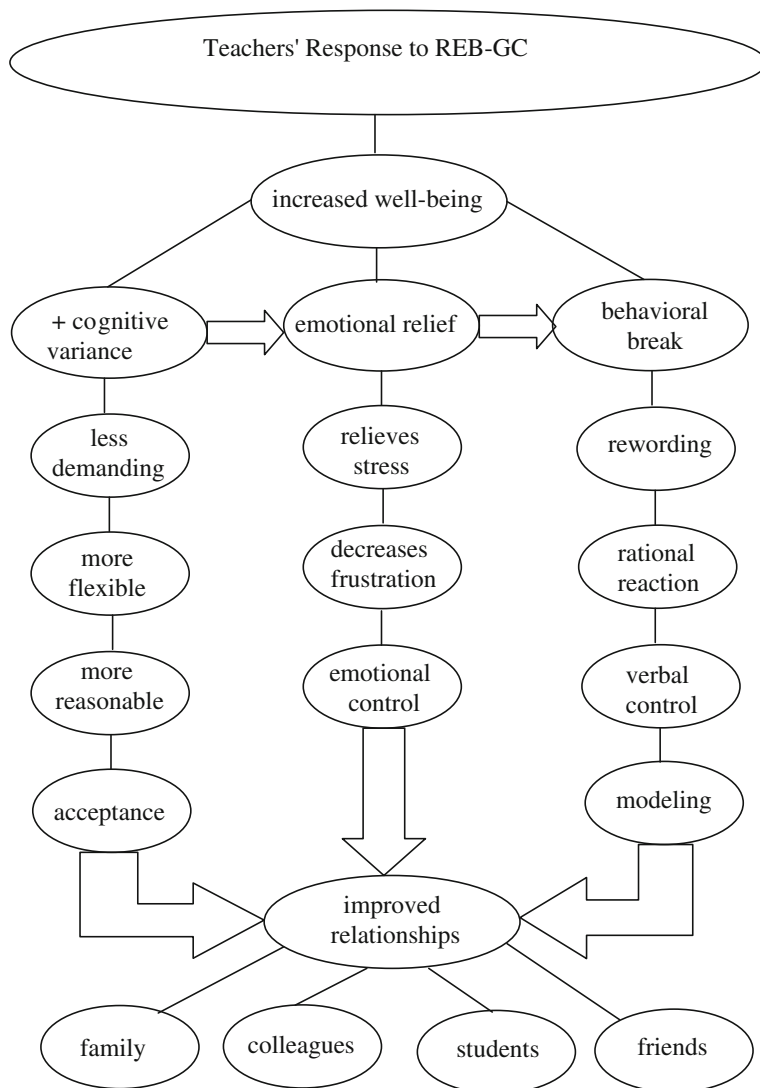 Teachers' Response to REB-GC
increased well-being
+ cognitive
variance
emotional relief
behavioral
break
less
demanding
relieves
stress
rewording
more
flexible
decreases
frustration
rational
reaction
more
reasonable
emotional
control
verbal
control
acceptance
modeling
improved
relationships
family
colleagues
students
friends